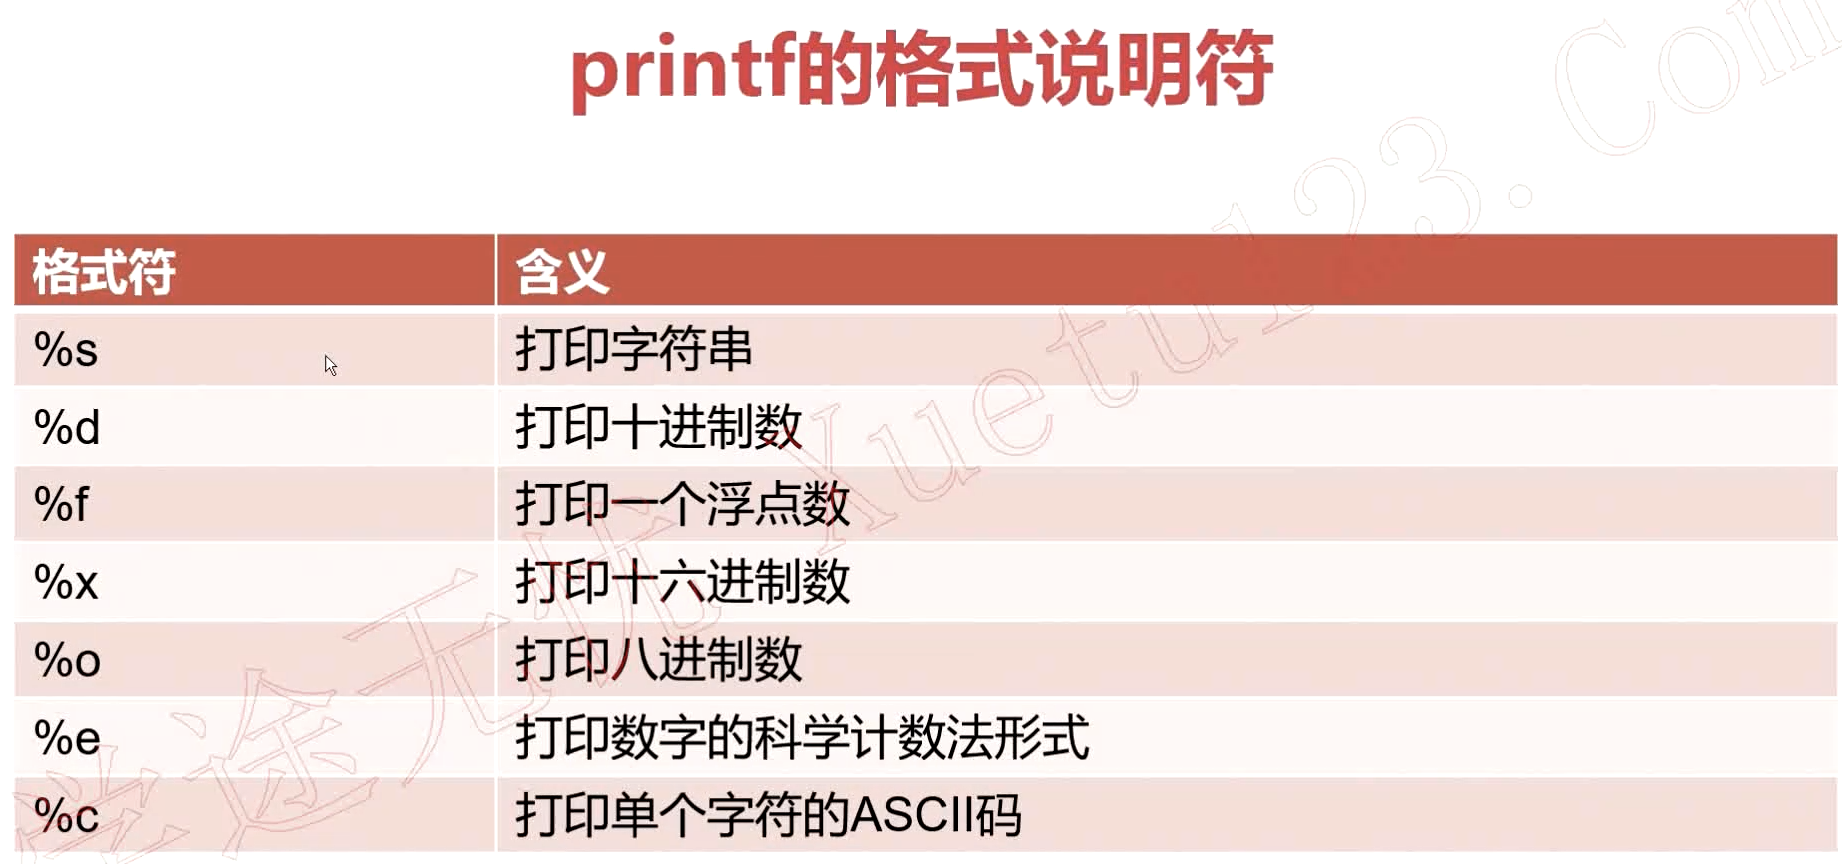 printf的格式说明符
格式符 含义
%s 打印字符串
%d 打印十进制数
%f 打印一个浮点数
%x 打印十六进制数
%o 打印八进制数
%e 打印数字的科学计数法形式
%c 打印单个字符的ASCII码
学途无忧 Xuetu123.Com